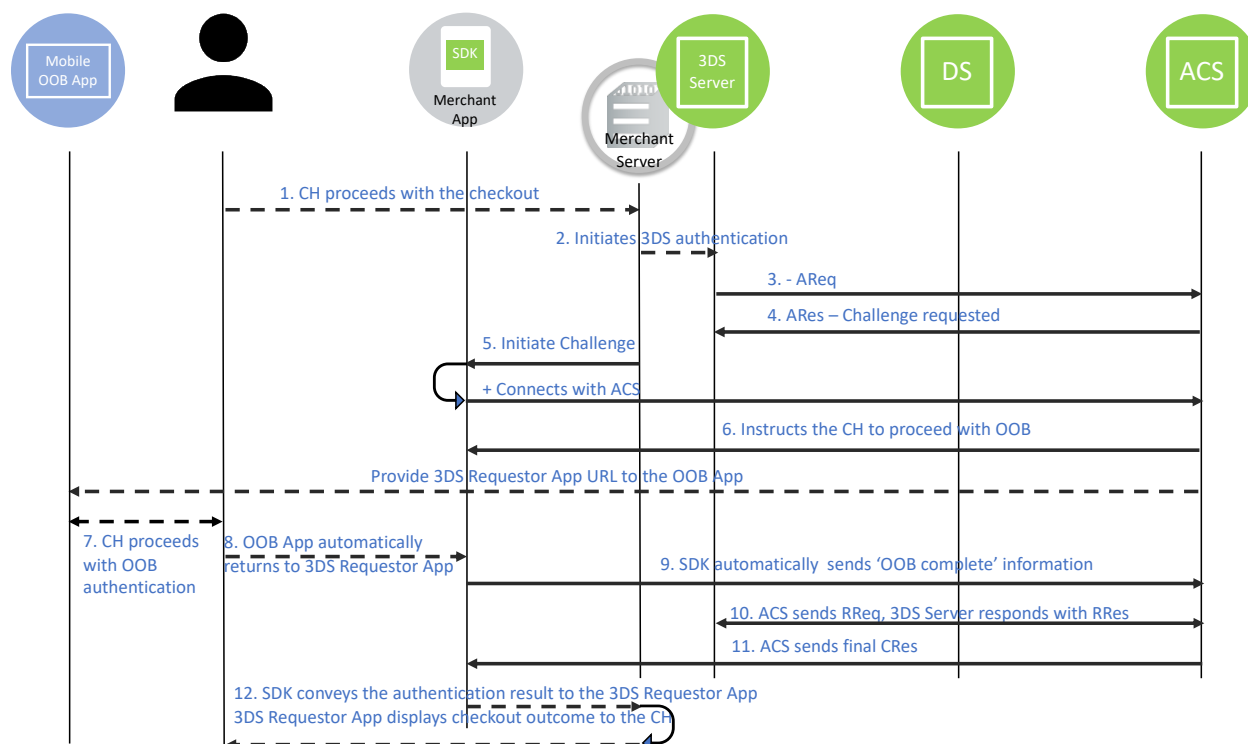 Mobile
OOB App
SDK
Merchant
App
01010
Merchant
Server
3DS
Server
DS
ACS
1. CH proceeds with the checkout
2. Initiates 3DS authentication
3. - AReq
4. ARes – Challenge requested
5. Initiate Challenge
+ Connects with ACS
6. Instructs the CH to proceed with OOB
Provide 3DS Requestor App URL to the OOB App
7. CH proceeds
with OOB
authentication
8. OOB App automatically
returns to 3DS Requestor App
9. SDK automatically sends ‘OOB complete’ information
10. ACS sends RReq, 3DS Server responds with RRes
11. ACS sends final CRes
12. SDK conveys the authentication result to the 3DS Requestor App
3DS Requestor App displays checkout outcome to the CH